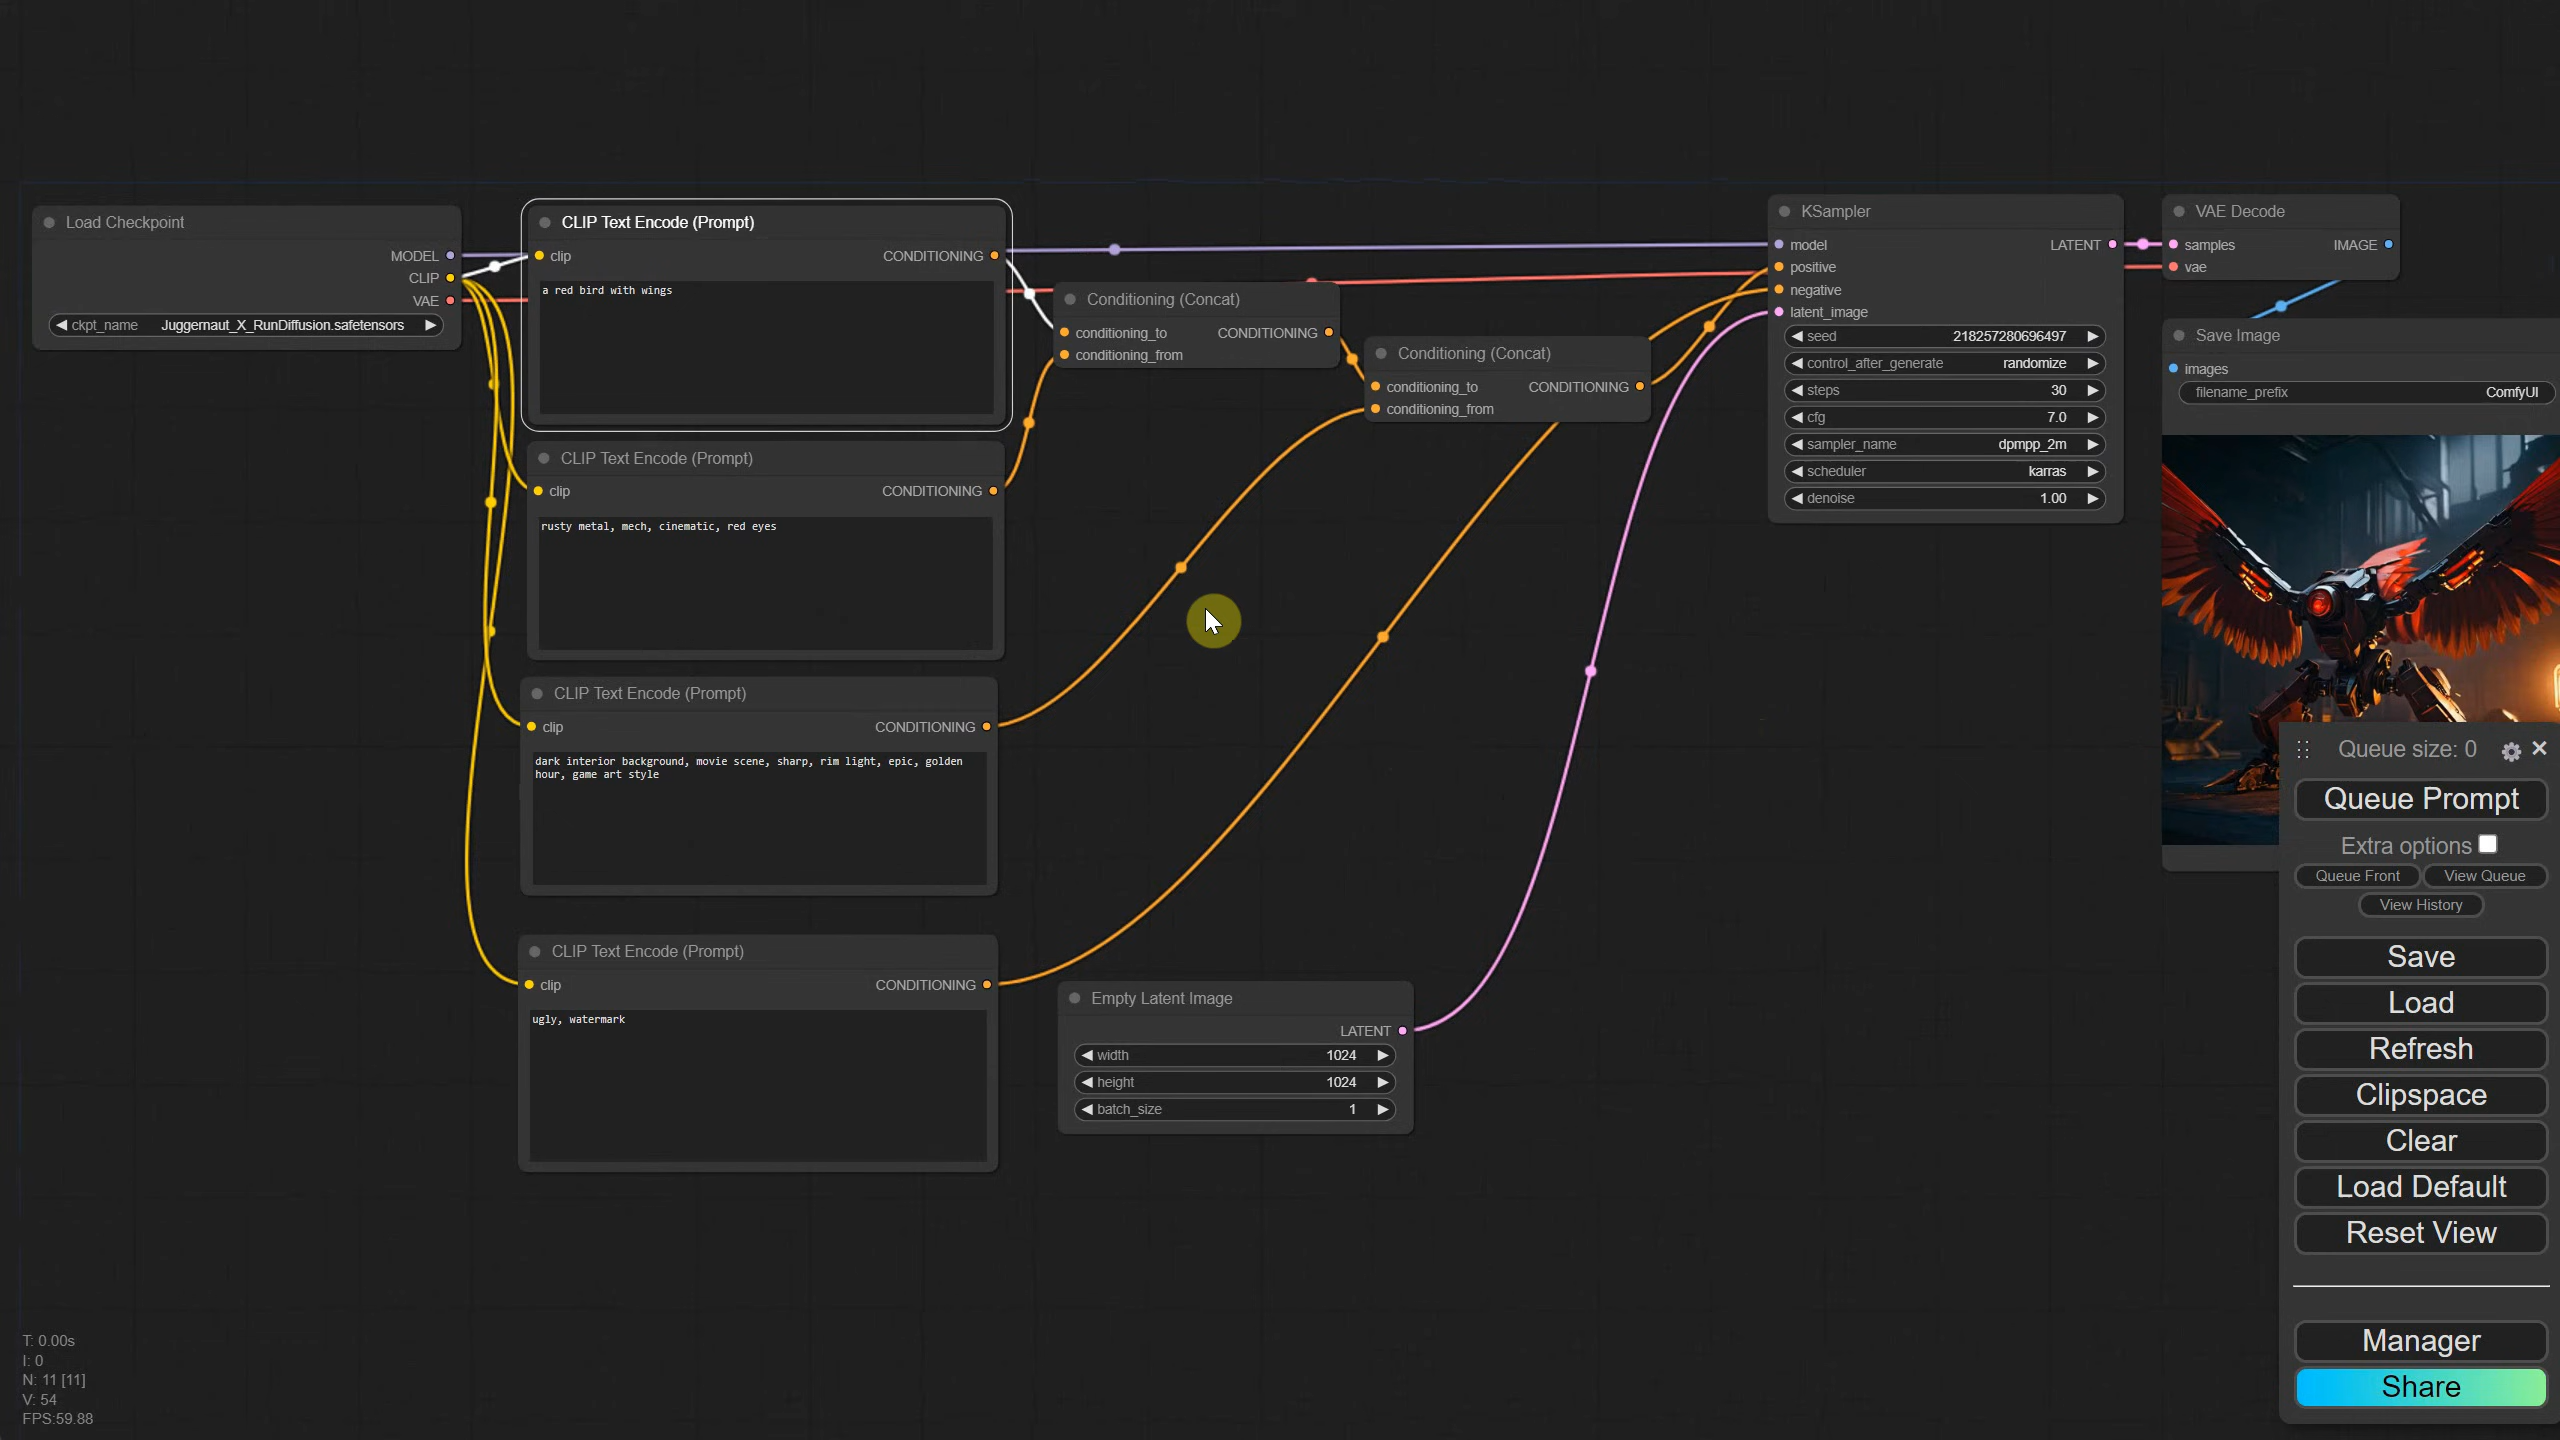 Load Checkpoint
MODEL
CLIP
VAE
ckpt_name Juggernaut_X_RunDiffusion.safetensors
CLIP Text Encode (Prompt)
clip CONDITIONING
a red bird with wings
CLIP Text Encode (Prompt)
clip CONDITIONING
rusty metal, mech, cinematic, red eyes
CLIP Text Encode (Prompt)
clip CONDITIONING
dark interior background, movie scene, sharp, rim light, epic, golden
hour, game art style
CLIP Text Encode (Prompt)
clip CONDITIONING
ugly, watermark
Conditioning (Concat)
conditioning_to CONDITIONING
conditioning_from
Conditioning (Concat)
conditioning_to CONDITIONING
conditioning_from
Empty Latent Image
LATENT
width 1024
height 1024
batch_size 1
KSampler
model LATENT
positive
negative
latent_image
seed 218257280696497
control_after_generate randomize
steps 30
cfg 7.0
sampler_name dpmpp_2m
scheduler karras
denoise 1.00
VAE Decode
samples IMAGE
vae
Save Image
images
filename_prefix ComfyUI
Queue size: 0
Queue Prompt
Extra options
Queue Front View Queue
View History
Save
Load
Refresh
Clipspace
Clear
Load Default
Reset View
Manager
Share
T: 0.00s
I: 0
N: 11 [11]
V: 54
FPS:59.88